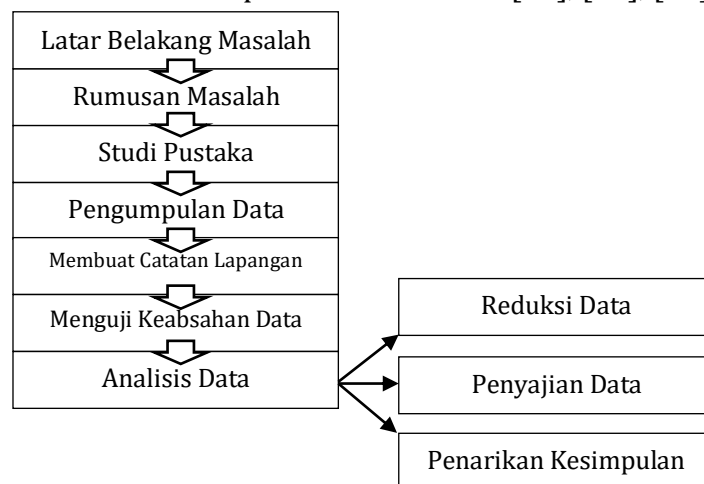 Latar Belakang Masalah
Rumusan Masalah
Studi Pustaka
Pengumpulan Data
Membuat Catatan Lapangan
Menguji Keabsahan Data
Analisis Data
Reduksi Data
Penyajian Data
Penarikan Kesimpulan